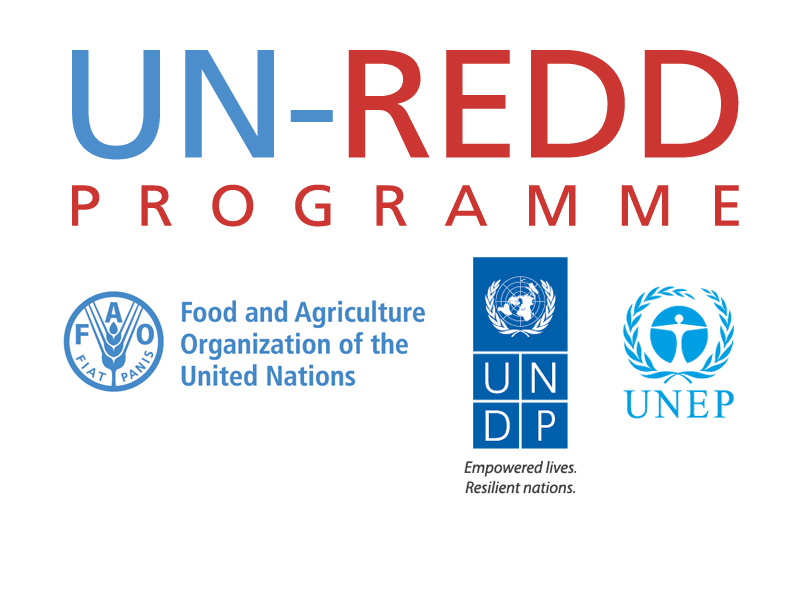 UN-REDD
PROGRAMME
FAO
FIAT PANIS
Food and Agriculture
Organization of the
United Nations
UN
DP
Empowered lives.
Resilient nations.
UNEP